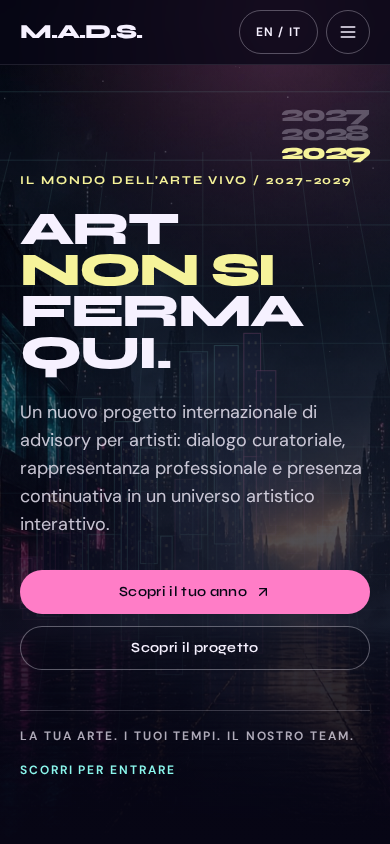 M.A.D.S.
EN / IT
2027
2028
2029
IL MONDO DELL'ARTE VIVO / 2027–2029
ART
NON SI
FERMA
QUI.
Un nuovo progetto internazionale di
advisory per artisti: dialogo curatoriale,
rappresentanza professionale e presenza
continuativa in un universo artistico
interattivo.
Scopri il tuo anno ↗
Scopri il progetto
LA TUA ARTE. I TUOI TEMPI. IL NOSTRO TEAM.
SCORRI PER ENTRARE